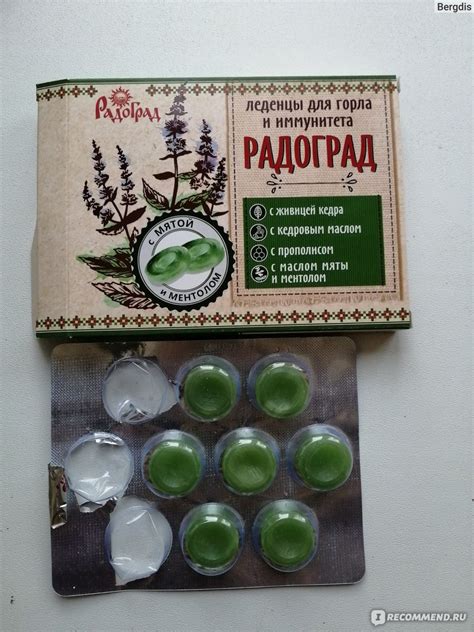 Bergdis
РадоГрад
леденцы для горла
и иммунитета
РАДОГРАД
с живицей кедра
с кедровым маслом
с прополисом
с маслом мяты
и ментолом
с мятой
и ментолом
I RECOMMEND.RU